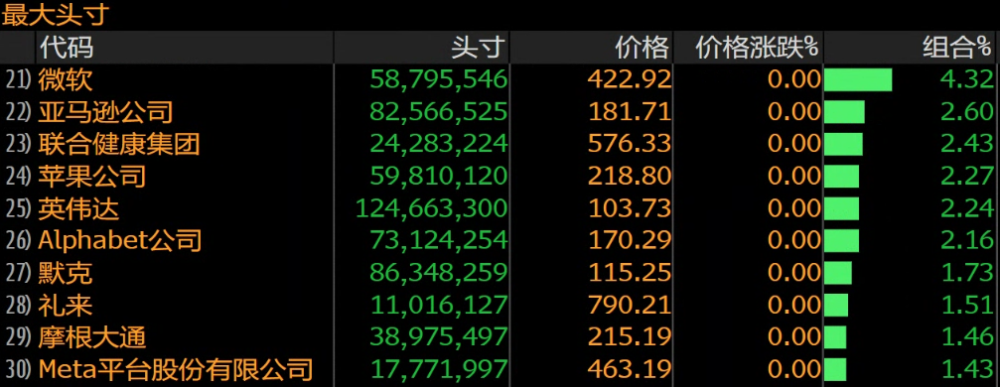 最大头寸
代码 头寸 价格 价格涨跌% 组合%
21) 微软 58,795,546 422.92 0.00 4.32
22) 亚马逊公司 82,566,525 181.71 0.00 2.60
23) 联合健康集团 24,283,224 576.33 0.00 2.43
24) 苹果公司 59,810,120 218.80 0.00 2.27
25) 英伟达 124,663,300 103.73 0.00 2.24
26) Alphabet公司 73,124,254 170.29 0.00 2.16
27) 默克 86,348,259 115.25 0.00 1.73
28) 礼来 11,016,127 790.21 0.00 1.51
29) 摩根大通 38,975,497 215.19 0.00 1.46
30) Meta平台股份有限公司 17,771,997 463.19 0.00 1.43